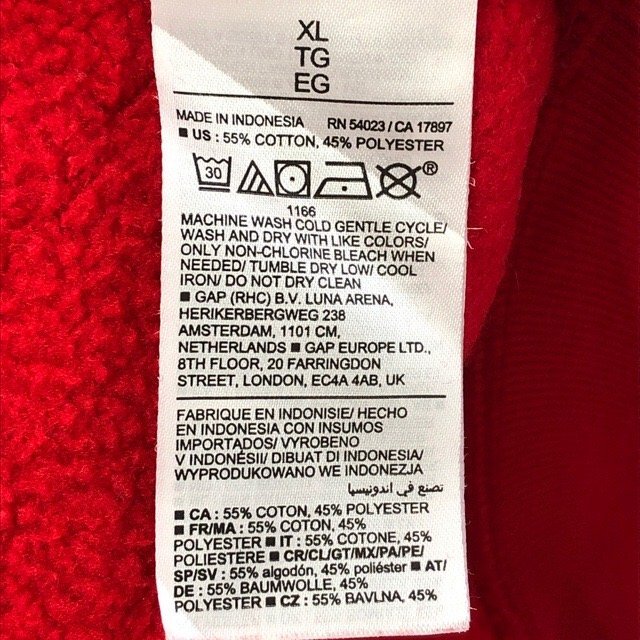 XL
TG
EG
MADE IN INDONESIA RN 54023 / CA 17897
■ US : 55% COTTON, 45% POLYESTER
30 ®
1166
MACHINE WASH COLD GENTLE CYCLE/
WASH AND DRY WITH LIKE COLORS/
ONLY NON-CHLORINE BLEACH WHEN
NEEDED/ TUMBLE DRY LOW/ COOL
IRON/ DO NOT DRY CLEAN
■ GAP (RHC) B.V. LUNA ARENA,
HERIKERBERGWEG 238
AMSTERDAM, 1101 CM,
NETHERLANDS ■ GAP EUROPE LTD.,
8TH FLOOR, 20 FARRINGDON
STREET, LONDON, EC4A 4AB, UK
FABRIQUE EN INDONISIE/ HECHO
EN INDONESIA CON INSUMOS
IMPORTADOS/ VYROBENO
V INDONÉSII/ DIBUAT DI INDONESIA/
WYPRODUKOWANO WE INDONEZJA
تصنع في اندونيسيا
■ CA : 55% COTON, 45% POLYESTER
■ FR/MA : 55% COTON, 45%
POLYESTER ■ IT : 55% COTONE, 45%
POLIESTERE ■ CR/CL/GT/MX/PA/PE/
SP/SV : 55% algodón, 45% poliéster ■ AT/
DE : 55% BAUMWOLLE, 45%
POLYESTER ■ CZ : 55% BAVLNA, 45%